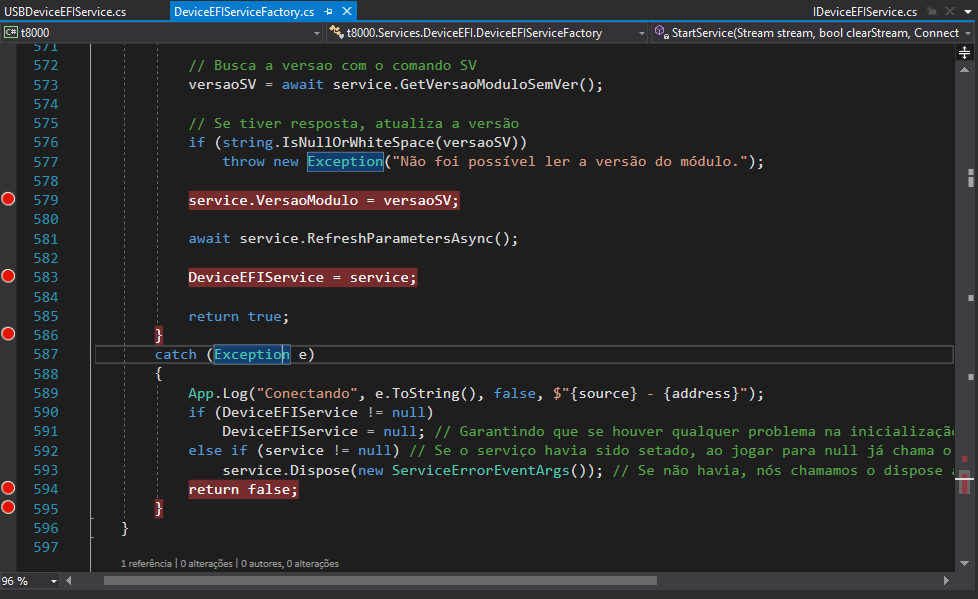 USBDeviceEFIService.cs
DeviceEFIServiceFactory.cs
IDeviceEFIService.cs
C# t8000
t8000.Services.DeviceEFI.DeviceEFIServiceFactory
StartService(Stream stream, bool clearStream, Connect
571
572 // Busca a versao com o comando SV
573 versaoSV = await service.GetVersaoModuloSemVer();
574
575 // Se tiver resposta, atualiza a versão
576 if (string.IsNullOrWhiteSpace(versaoSV))
577 throw new Exception("Não foi possível ler a versão do módulo.");
578
579 service.VersaoModulo = versaoSV;
580
581 await service.RefreshParametersAsync();
582
583 DeviceEFIService = service;
584
585 return true;
586 }
587 catch (Exception e)
588 {
589 App.Log("Conectando", e.ToString(), false, $"{source} - {address}");
590 if (DeviceEFIService != null)
591 DeviceEFIService = null; // Garantindo que se houver qualquer problema na inicialização
592 else if (service != null) // Se o serviço havia sido setado, ao jogar para null já chama o
593 service.Dispose(new ServiceErrorEventArgs()); // Se não havia, nós chamamos o dispose
594 return false;
595 }
596 }
597
1 referência | 0 alterações | 0 autores, 0 alterações
96 %